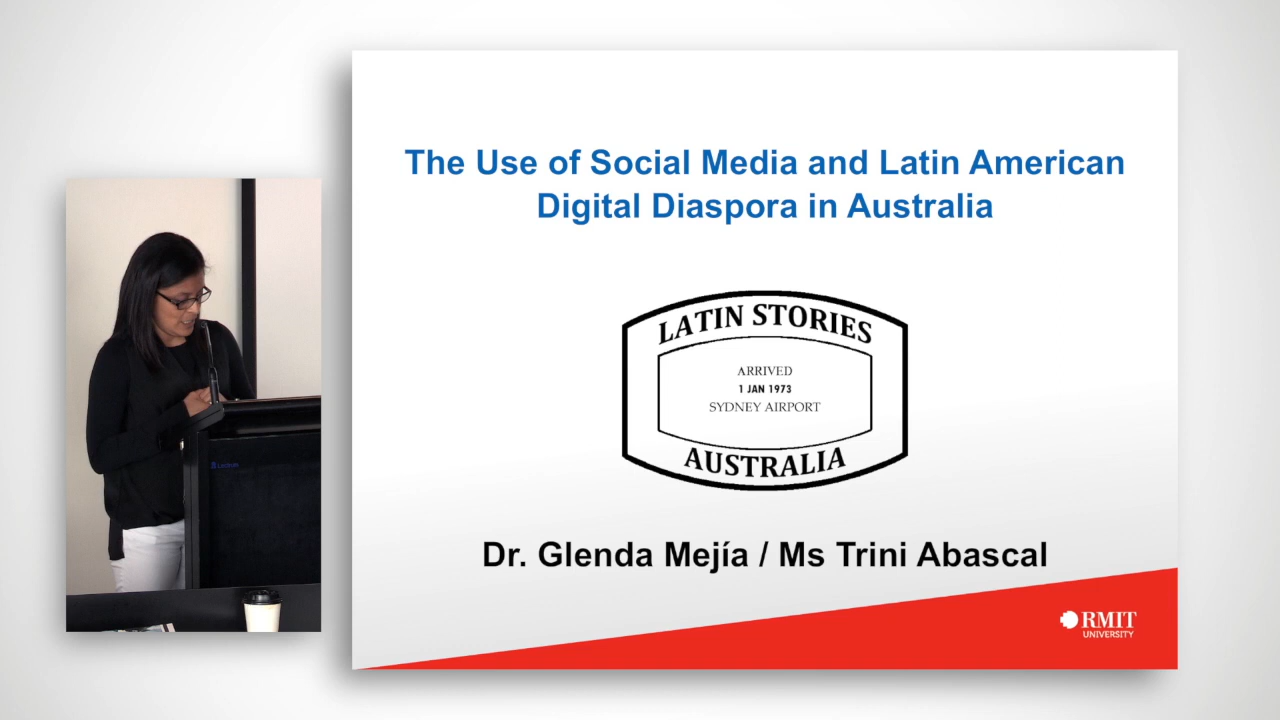 The Use of Social Media and Latin American
Digital Diaspora in Australia
LATIN STORIES
ARRIVED
1 JAN 1973
SYDNEY AIRPORT
AUSTRALIA
Dr. Glenda Mejía / Ms Trini Abascal
RMIT
UNIVERSITY